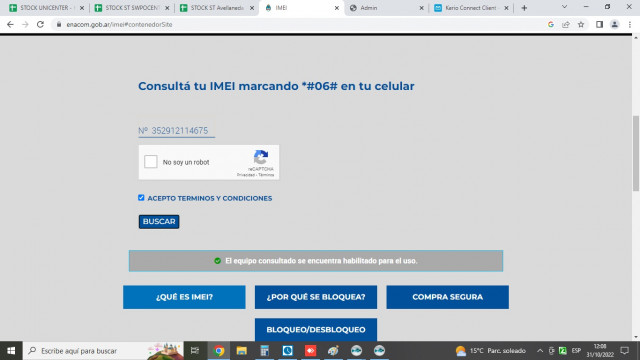 STOCK UNICENTER -
STOCK ST SWPOCENT
STOCK ST Avellaned
IMEI
Admin
Kerio Connect Client
enacom.gob.ar/imei#contenedorSite
Consultá tu IMEI marcando *#06# en tu celular
Nº 352912114675
No soy un robot
reCAPTCHA
Privacidad - Términos
ACEPTO TERMINOS Y CONDICIONES
BUSCAR
El equipo consultado se encuentra habilitado para el uso.
¿QUÉ ES IMEI? ¿POR QUÉ SE BLOQUEA? COMPRA SEGURA
BLOQUEO/DESBLOQUEO
Escribe aquí para buscar
15°C Parc. soleado
ESP
12:08
31/10/2022